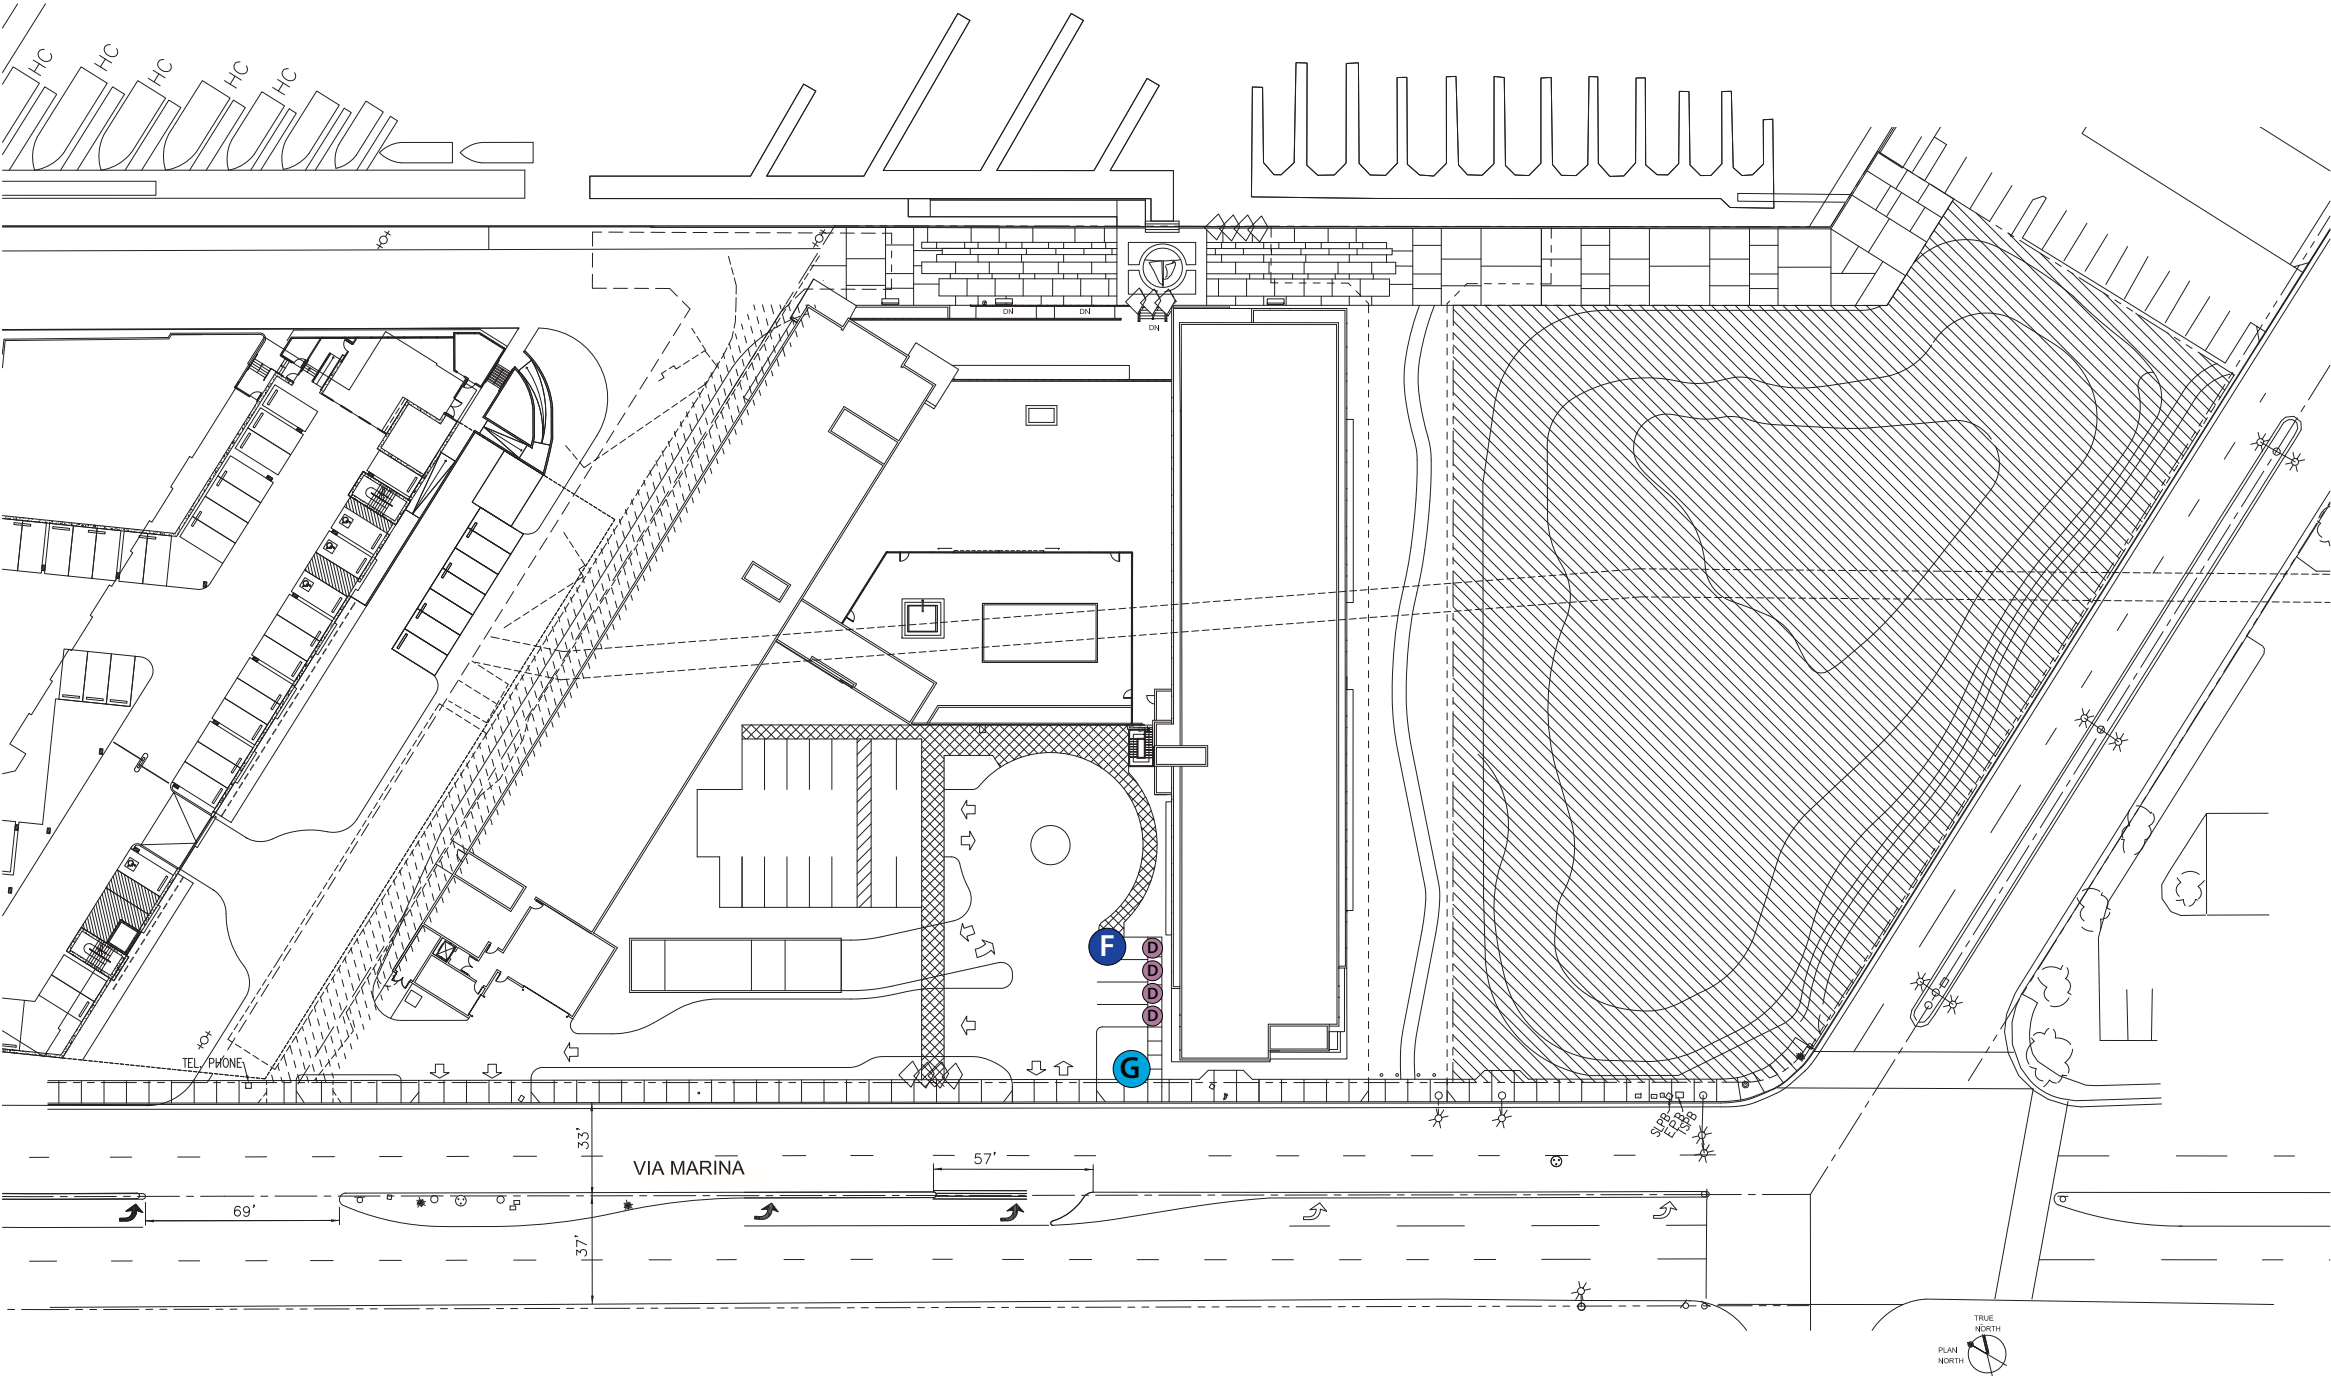 HC
HC
HC
HC
HC
DN
DN
DN
F
D
D
D
D
G
TEL. PHONE
SLPB
EPB
TSPB
33'
VIA MARINA
57'
69'
37'
TRUE
NORTH
PLAN
NORTH